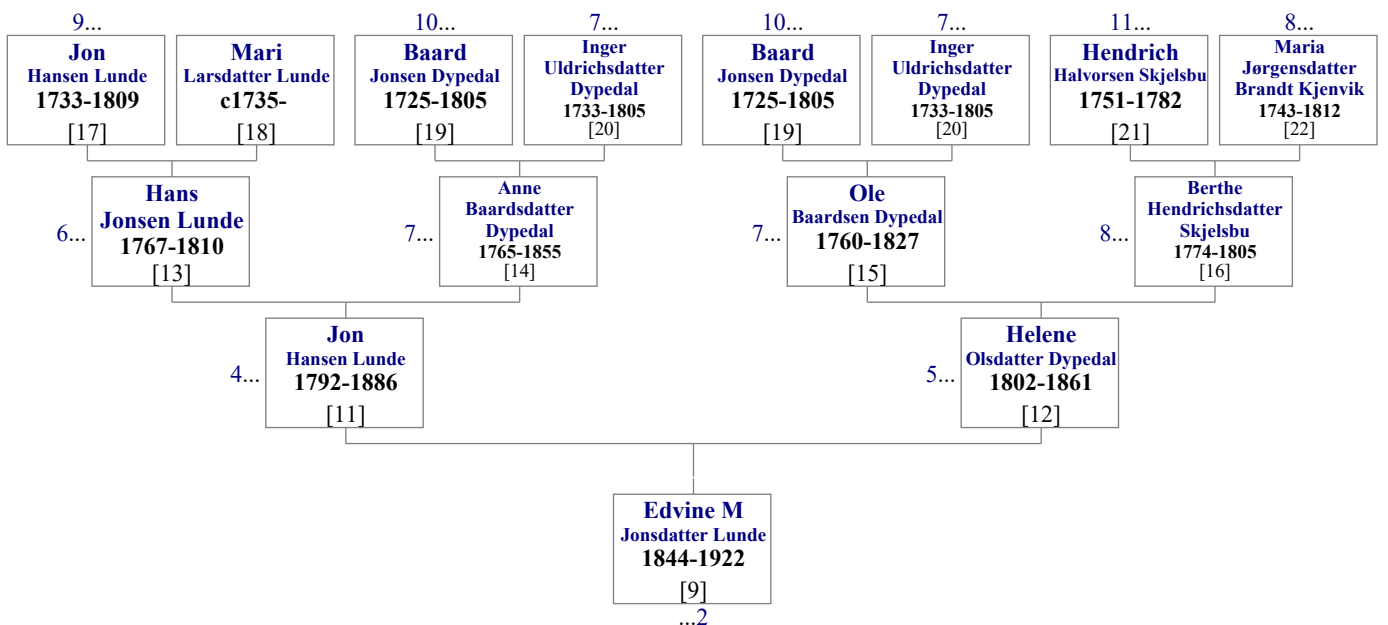 9...
Jon
Hansen Lunde
1733-1809
[17]
Mari
Larsdatter Lunde
c1735-
[18]
10...
Baard
Jonsen Dypedal
1725-1805
[19]
7...
Inger
Uldrichsdatter
Dypedal
1733-1805
[20]
10...
Baard
Jonsen Dypedal
1725-1805
[19]
7...
Inger
Uldrichsdatter
Dypedal
1733-1805
[20]
11...
Hendrich
Halvorsen Skjelsbu
1751-1782
[21]
8...
Maria
Jørgensdatter
Brandt Kjenvik
1743-1812
[22]
6...
Hans
Jonsen Lunde
1767-1810
[13]
7...
Anne
Baardsdatter
Dypedal
1765-1855
[14]
7...
Ole
Baardsen Dypedal
1760-1827
[15]
8...
Berthe
Hendrichsdatter
Skjelsbu
1774-1805
[16]
4...
Jon
Hansen Lunde
1792-1886
[11]
5...
Helene
Olsdatter Dypedal
1802-1861
[12]
Edvine M
Jonsdatter Lunde
1844-1922
[9]
...2